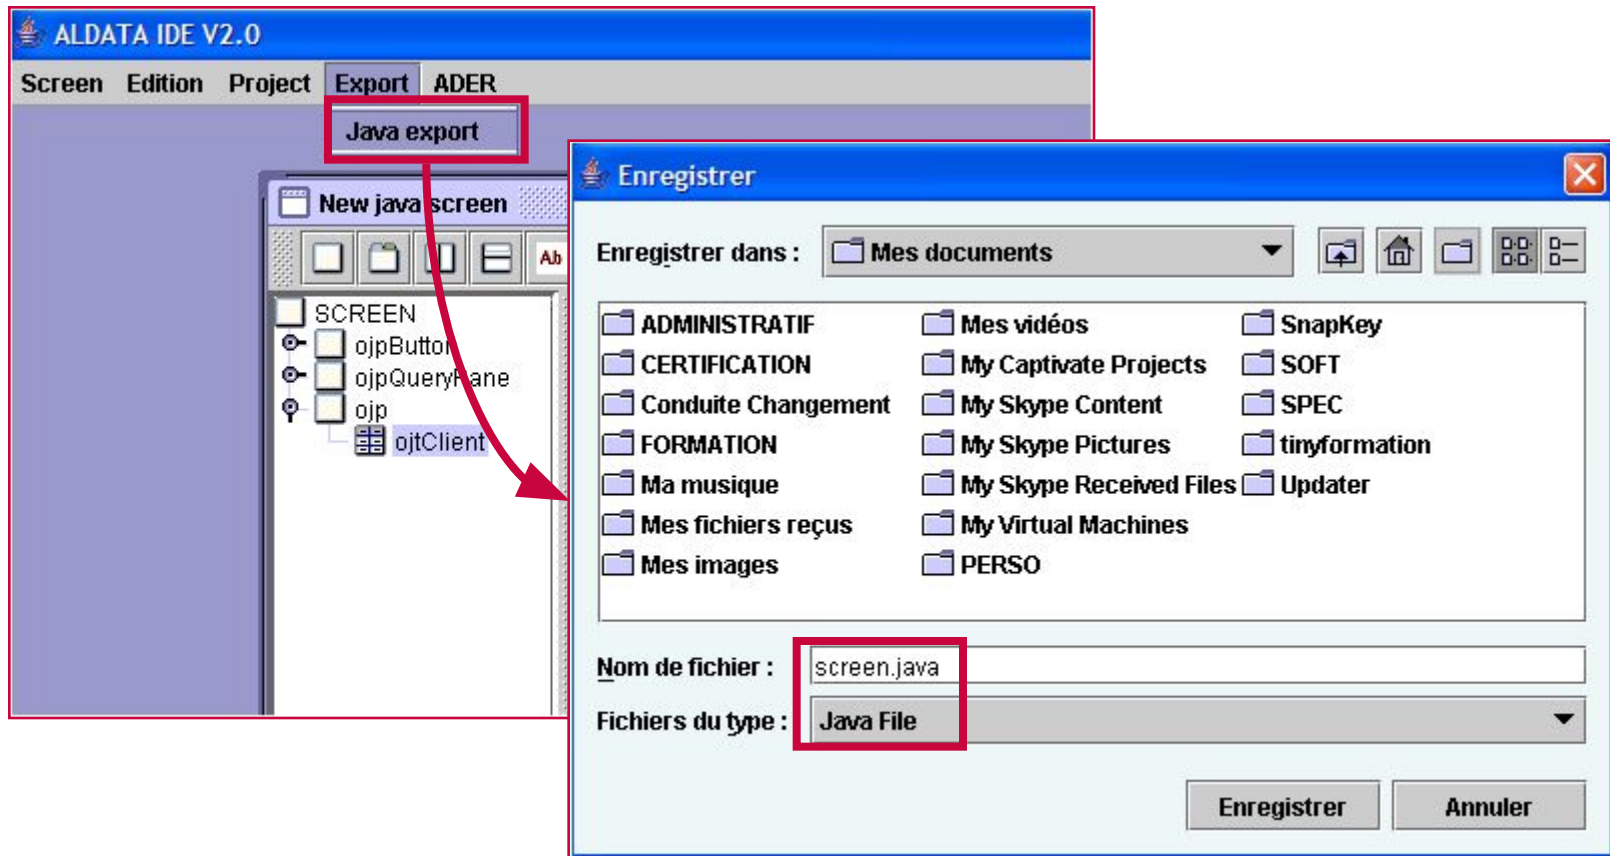 ALDATA IDE V2.0
Screen Edition Project Export ADER
Java export
New java screen
Ab
SCREEN
ojpButton
ojpQueryPane
ojp
ojtClient
Enregistrer
Enregistrer dans : Mes documents
ADMINISTRATIF Mes vidéos SnapKey
CERTIFICATION My Captivate Projects SOFT
Conduite Changement My Skype Content SPEC
FORMATION My Skype Pictures tinyformation
Ma musique My Skype Received Files Updater
Mes fichiers reçus My Virtual Machines
Mes images PERSO
Nom de fichier : screen.java
Fichiers du type : Java File
Enregistrer Annuler